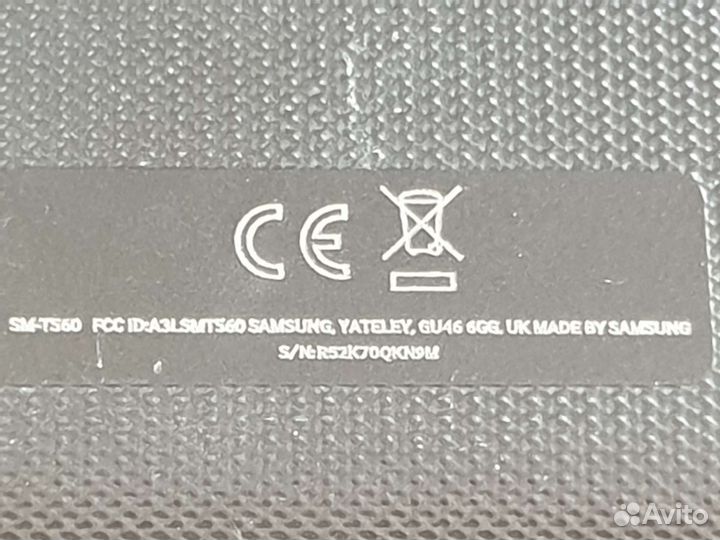 CE
SM-T560 FCC ID:A3LSMT560 SAMSUNG, YATELEY, GU46 6GG, UK MADE BY SAMSUNG
S/N:R52K70QKN9M
Avito